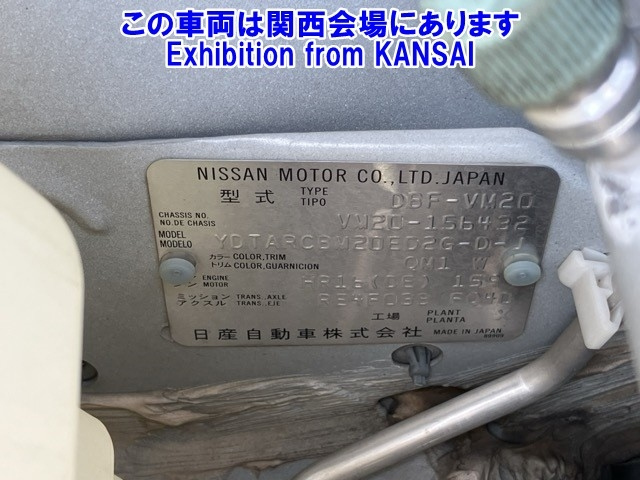 この車両は関西会場にあります
Exhibition from KANSAI
NISSAN MOTOR CO.,LTD.JAPAN
型式 TYPE TIPO DBF-VM20
CHASSIS NO. NO.DE CHASIS VM20-156432
MODEL MODELO
カラー COLOR,TRIM トリム COLOR,GUARNICION QM1 W
ENGINE MOTOR HR16(DE)
ミッション TRANS. AXLE アクスル TRANS. EJE
工場 PLANT PLANTA
日産自動車株式会社 MADE IN JAPAN